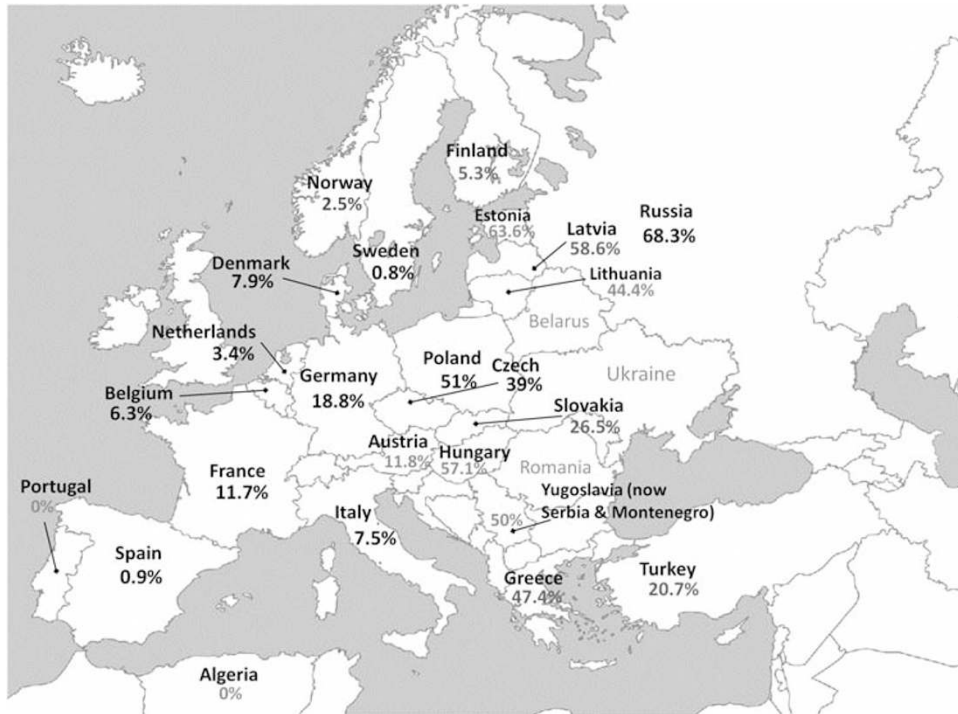 Finland
5.3%
Norway
2.5%
Estonia
63.6%
Latvia
58.6%
Russia
68.3%
Sweden
0.8%
Denmark
7.9%
Lithuania
44.4%
Belarus
Netherlands
3.4%
Poland
51%
Czech
39%
Germany
18.8%
Ukraine
Belgium
6.3%
Slovakia
26.5%
Austria
11.8%
Hungary
57.1%
France
11.7%
Romania
Portugal
0%
Yugoslavia (now
Serbia & Montenegro)
50%
Italy
7.5%
Spain
0.9%
Greece
47.4%
Turkey
20.7%
Algeria
0%